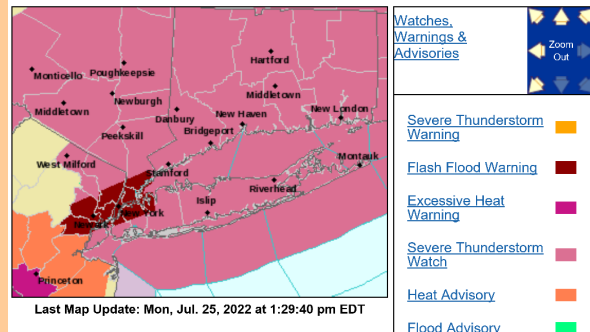 Hartford
Monticello
Poughkeepsie
Middletown
Newburgh
Middletown
Danbury
New Haven
New London
Peekskill
Bridgeport
West Milford
Stamford
Montauk
Riverhead
Islip
New York
Newark
Princeton
Last Map Update: Mon, Jul. 25, 2022 at 1:29:40 pm EDT
Watches,
Warnings &
Advisories
Zoom
Out
Severe Thunderstorm
Warning
Flash Flood Warning
Excessive Heat
Warning
Severe Thunderstorm
Watch
Heat Advisory
Flood Advisory